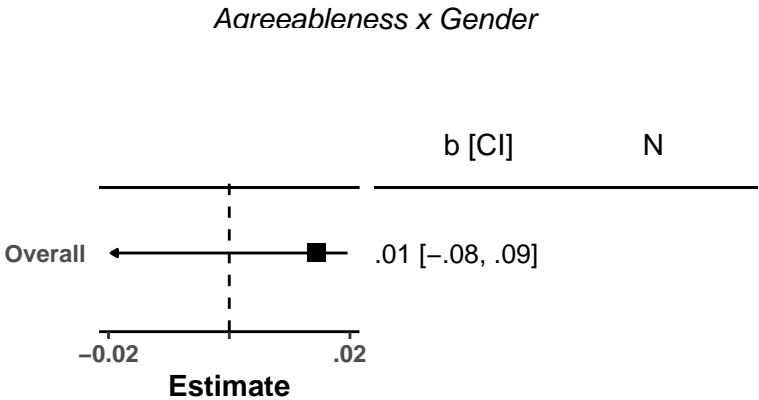 Agreeableness x Gender
b [CI] N
Overall .01 [−.08, .09]
−0.02 .02
Estimate